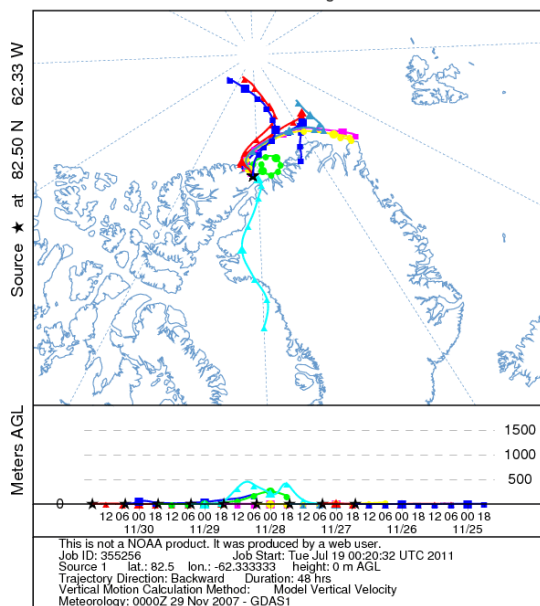 Source ★ at 82.50 N 62.33 W
Meters AGL
1500
1000
500
0
12 06 00 18 12 06 00 18 12 06 00 18 12 06 00 18 12 06 00 18 12 06 00 18
11/30 11/29 11/28 11/27 11/26 11/25
This is not a NOAA product. It was produced by a web user.
Job ID: 355256 Job Start: Tue Jul 19 00:20:32 UTC 2011
Source 1 lat.: 82.5 lon.: -62.333333 height: 0 m AGL
Trajectory Direction: Backward Duration: 48 hrs
Vertical Motion Calculation Method: Model Vertical Velocity
Meteorology: 0000Z 29 Nov 2007 - GDAS1